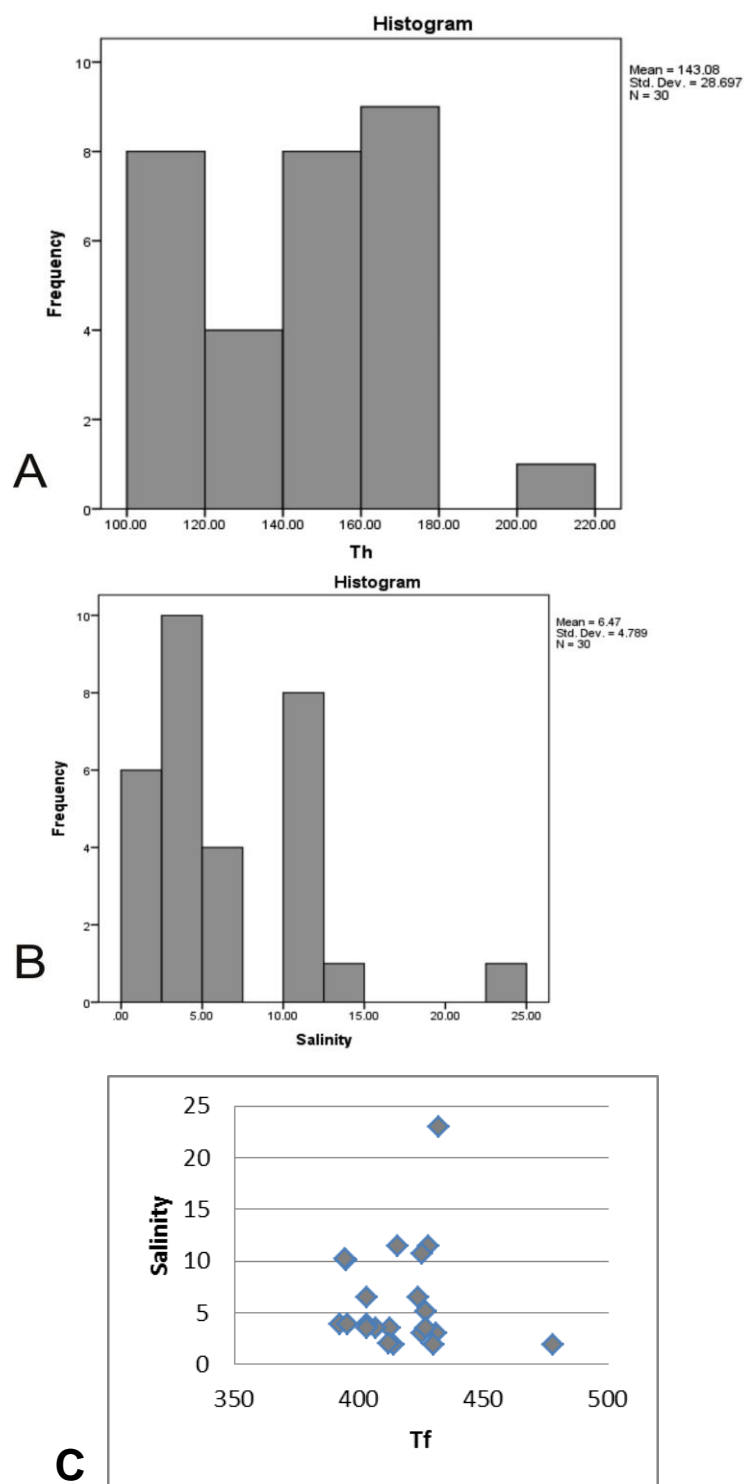 Histogram
Mean = 143.08
Std. Dev. = 28.697
N = 30
10
8
6
4
2
0
Frequency
100.00 120.00 140.00 160.00 180.00 200.00 220.00
Th
A
Histogram
Mean = 6.47
Std. Dev. = 4.789
N = 30
10
8
6
4
2
0
Frequency
.00 5.00 10.00 15.00 20.00 25.00
Salinity
B
25
20
15
10
5
0
Salinity
350 400 450 500
Tf
C